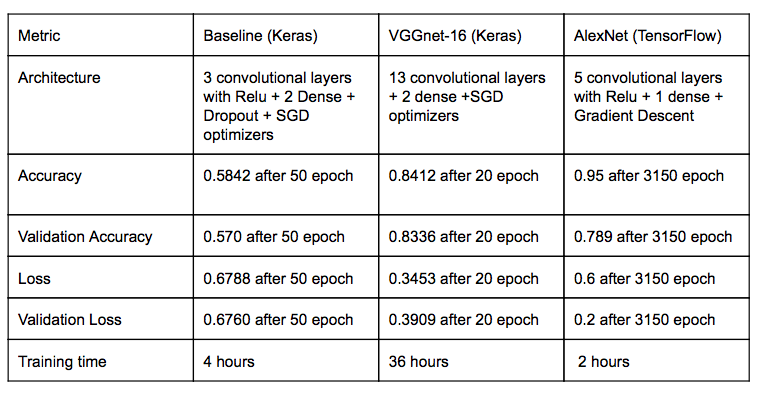 Metric
Baseline (Keras)
VGGnet-16 (Keras)
AlexNet (TensorFlow)
Architecture
3 convolutional layers
with Relu + 2 Dense +
Dropout + SGD
optimizers
13 convolutional layers
+ 2 dense +SGD
optimizers
5 convolutional layers
with Relu + 1 dense +
Gradient Descent
Accuracy
0.5842 after 50 epoch
0.8412 after 20 epoch
0.95 after 3150 epoch
Validation Accuracy
0.570 after 50 epoch
0.8336 after 20 epoch
0.789 after 3150 epoch
Loss
0.6788 after 50 epoch
0.3453 after 20 epoch
0.6 after 3150 epoch
Validation Loss
0.6760 after 50 epoch
0.3909 after 20 epoch
0.2 after 3150 epoch
Training time
4 hours
36 hours
2 hours